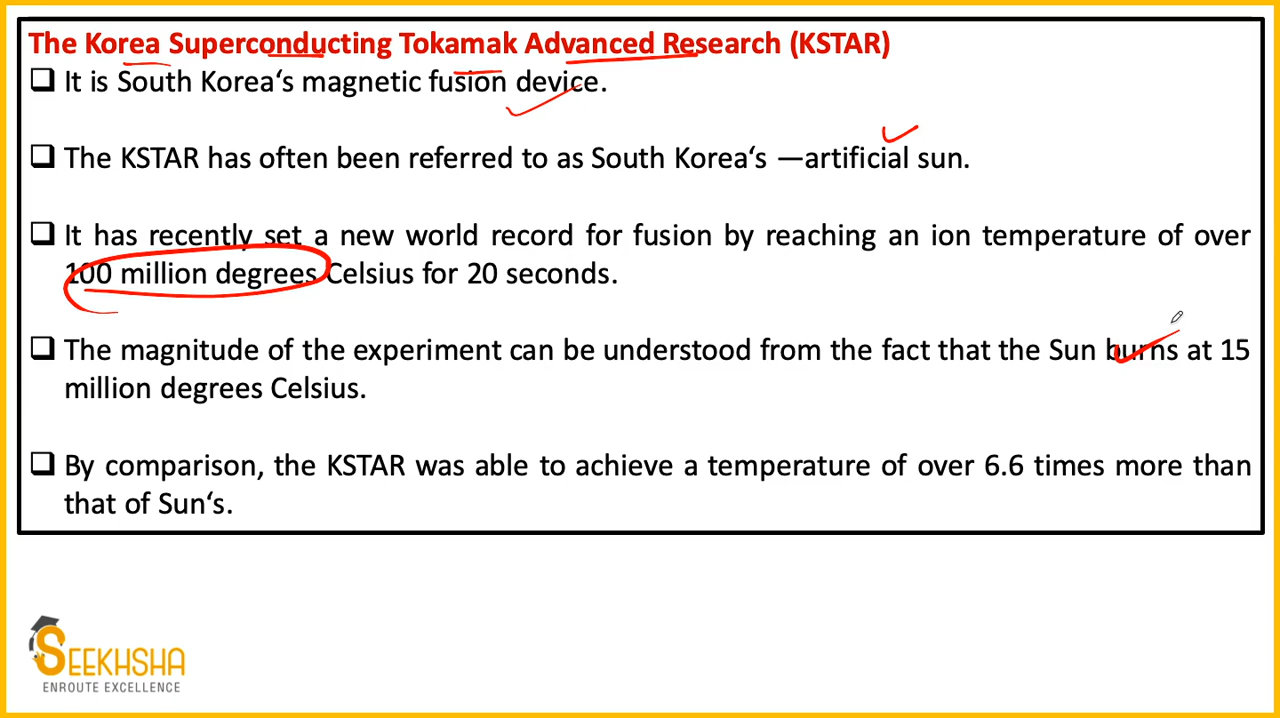 The Korea Superconducting Tokamak Advanced Research (KSTAR)
❑ It is South Korea‘s magnetic fusion device.
❑ The KSTAR has often been referred to as South Korea‘s —artificial sun.
❑ It has recently set a new world record for fusion by reaching an ion temperature of over
100 million degrees Celsius for 20 seconds.
❑ The magnitude of the experiment can be understood from the fact that the Sun burns at 15
million degrees Celsius.
❑ By comparison, the KSTAR was able to achieve a temperature of over 6.6 times more than
that of Sun‘s.
SEEKHSHA
ENROUTE EXCELLENCE